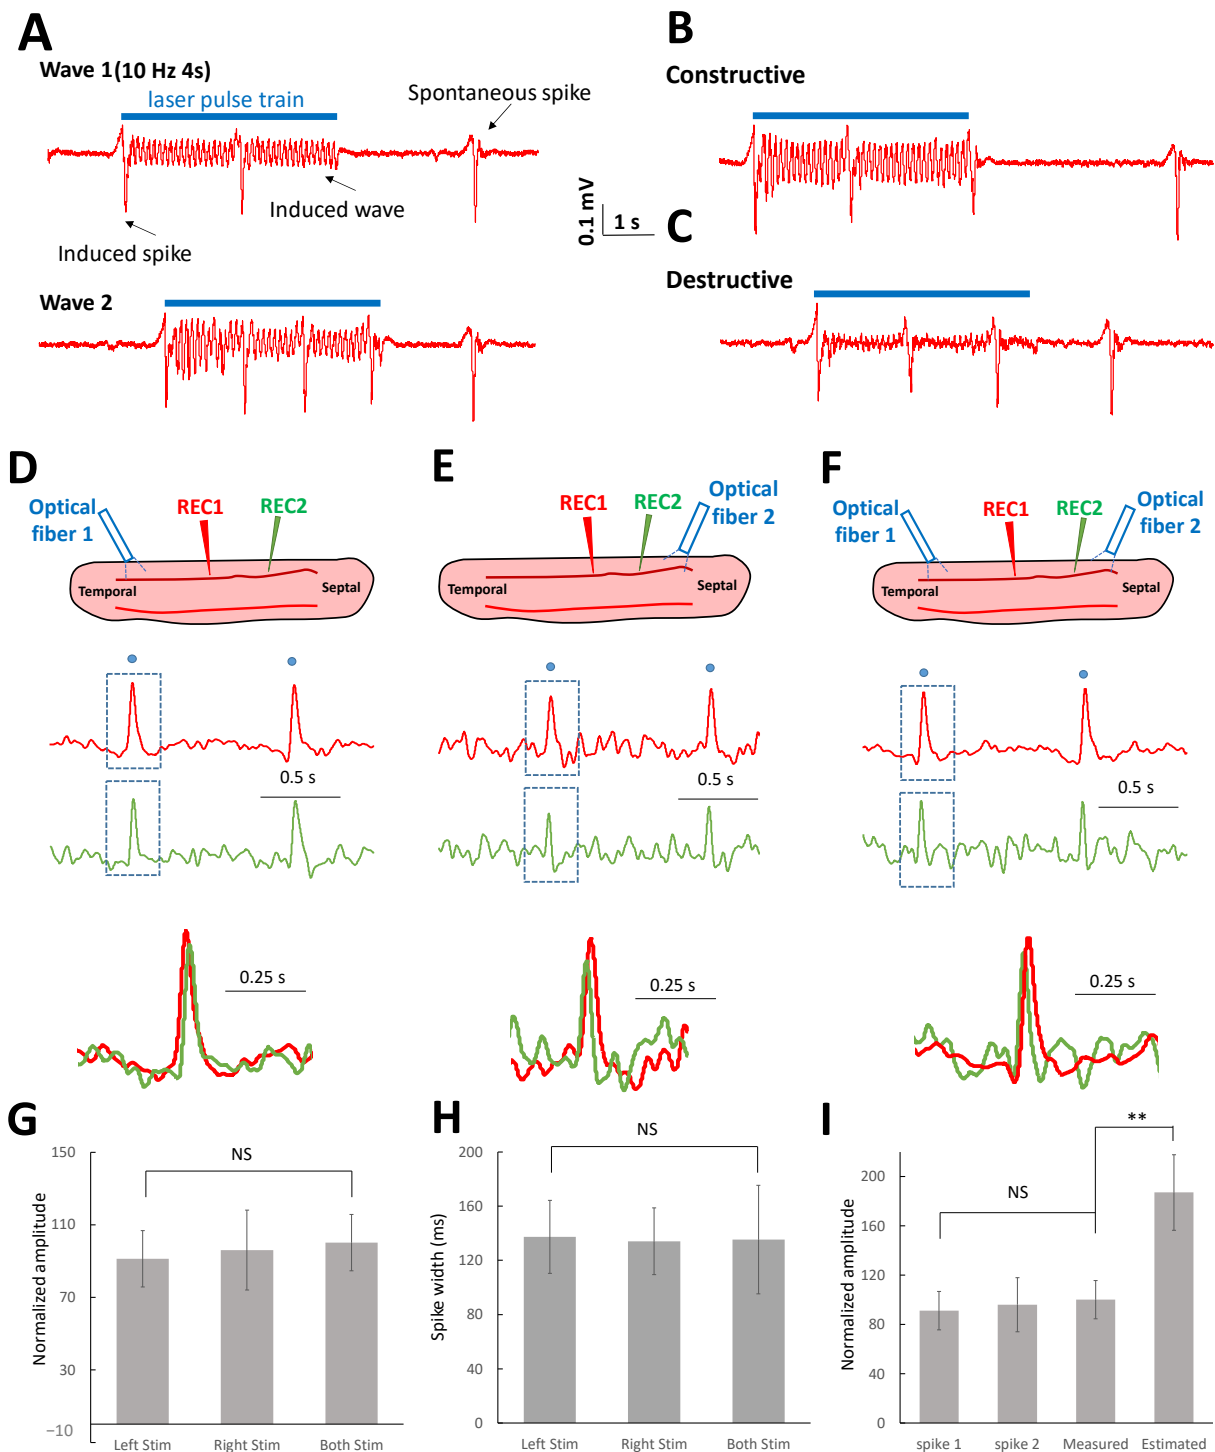 A
Wave 1(10 Hz 4s)
laser pulse train
Spontaneous spike
Induced wave
Induced spike
Wave 2
0.1 mV
1 s
B
Constructive
C
Destructive
D
Optical
fiber 1
REC1
REC2
Temporal
Septal
0.5 s
0.25 s
E
REC1
REC2
Optical
fiber 2
Temporal
Septal
0.5 s
0.25 s
F
Optical
fiber 1
REC1
REC2
Optical
fiber 2
Temporal
Septal
0.5 s
0.25 s
G
Normalized amplitude
150
110
70
30
−10
NS
Left Stim
Right Stim
Both Stim
H
Spike width (ms)
200
160
120
80
40
0
NS
Left Stim
Right Stim
Both Stim
I
Normalized amplitude
200
160
120
80
40
0
NS
**
spike 1
spike 2
Measured
Estimated